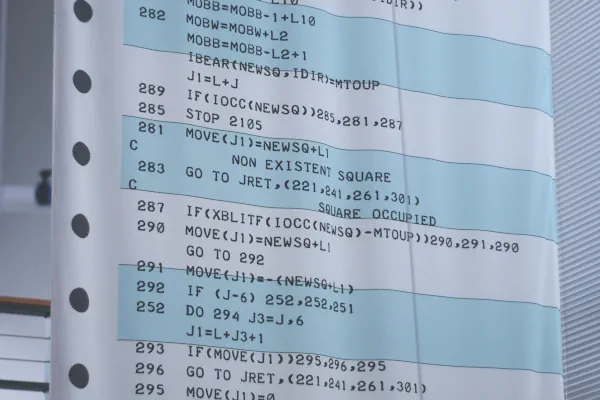 IDIR))
MOBB=MOBB-1+L10
282 MOBW=MOBW+L2
MOBB=MOBB-L2+1
IBEAR(NEWSQ,IDIR)=MTOUP
J1=L+J
289 IF(IOCC(NEWSQ))285,281,287
285 STOP 2105
281 MOVE(J1)=NEWSQ+L1
C NON EXISTENT SQUARE
283 GO TO JRET,(221,241,261,301)
C SQUARE OCCUPIED
287 IF(XBLITF(IOCC(NEWSQ)-MTOUP))290,291,290
290 MOVE(J1)=NEWSQ+L1
GO TO 292
291 MOVE(J1)=-(NEWSQ+L1)
292 IF (J-6) 252,252,251
252 DO 294 J3=J,6
J1=L+J3+1
293 IF(MOVE(J1))295,296,295
296 GO TO JRET,(221,241,261,301)
295 MOVE(J1)=0